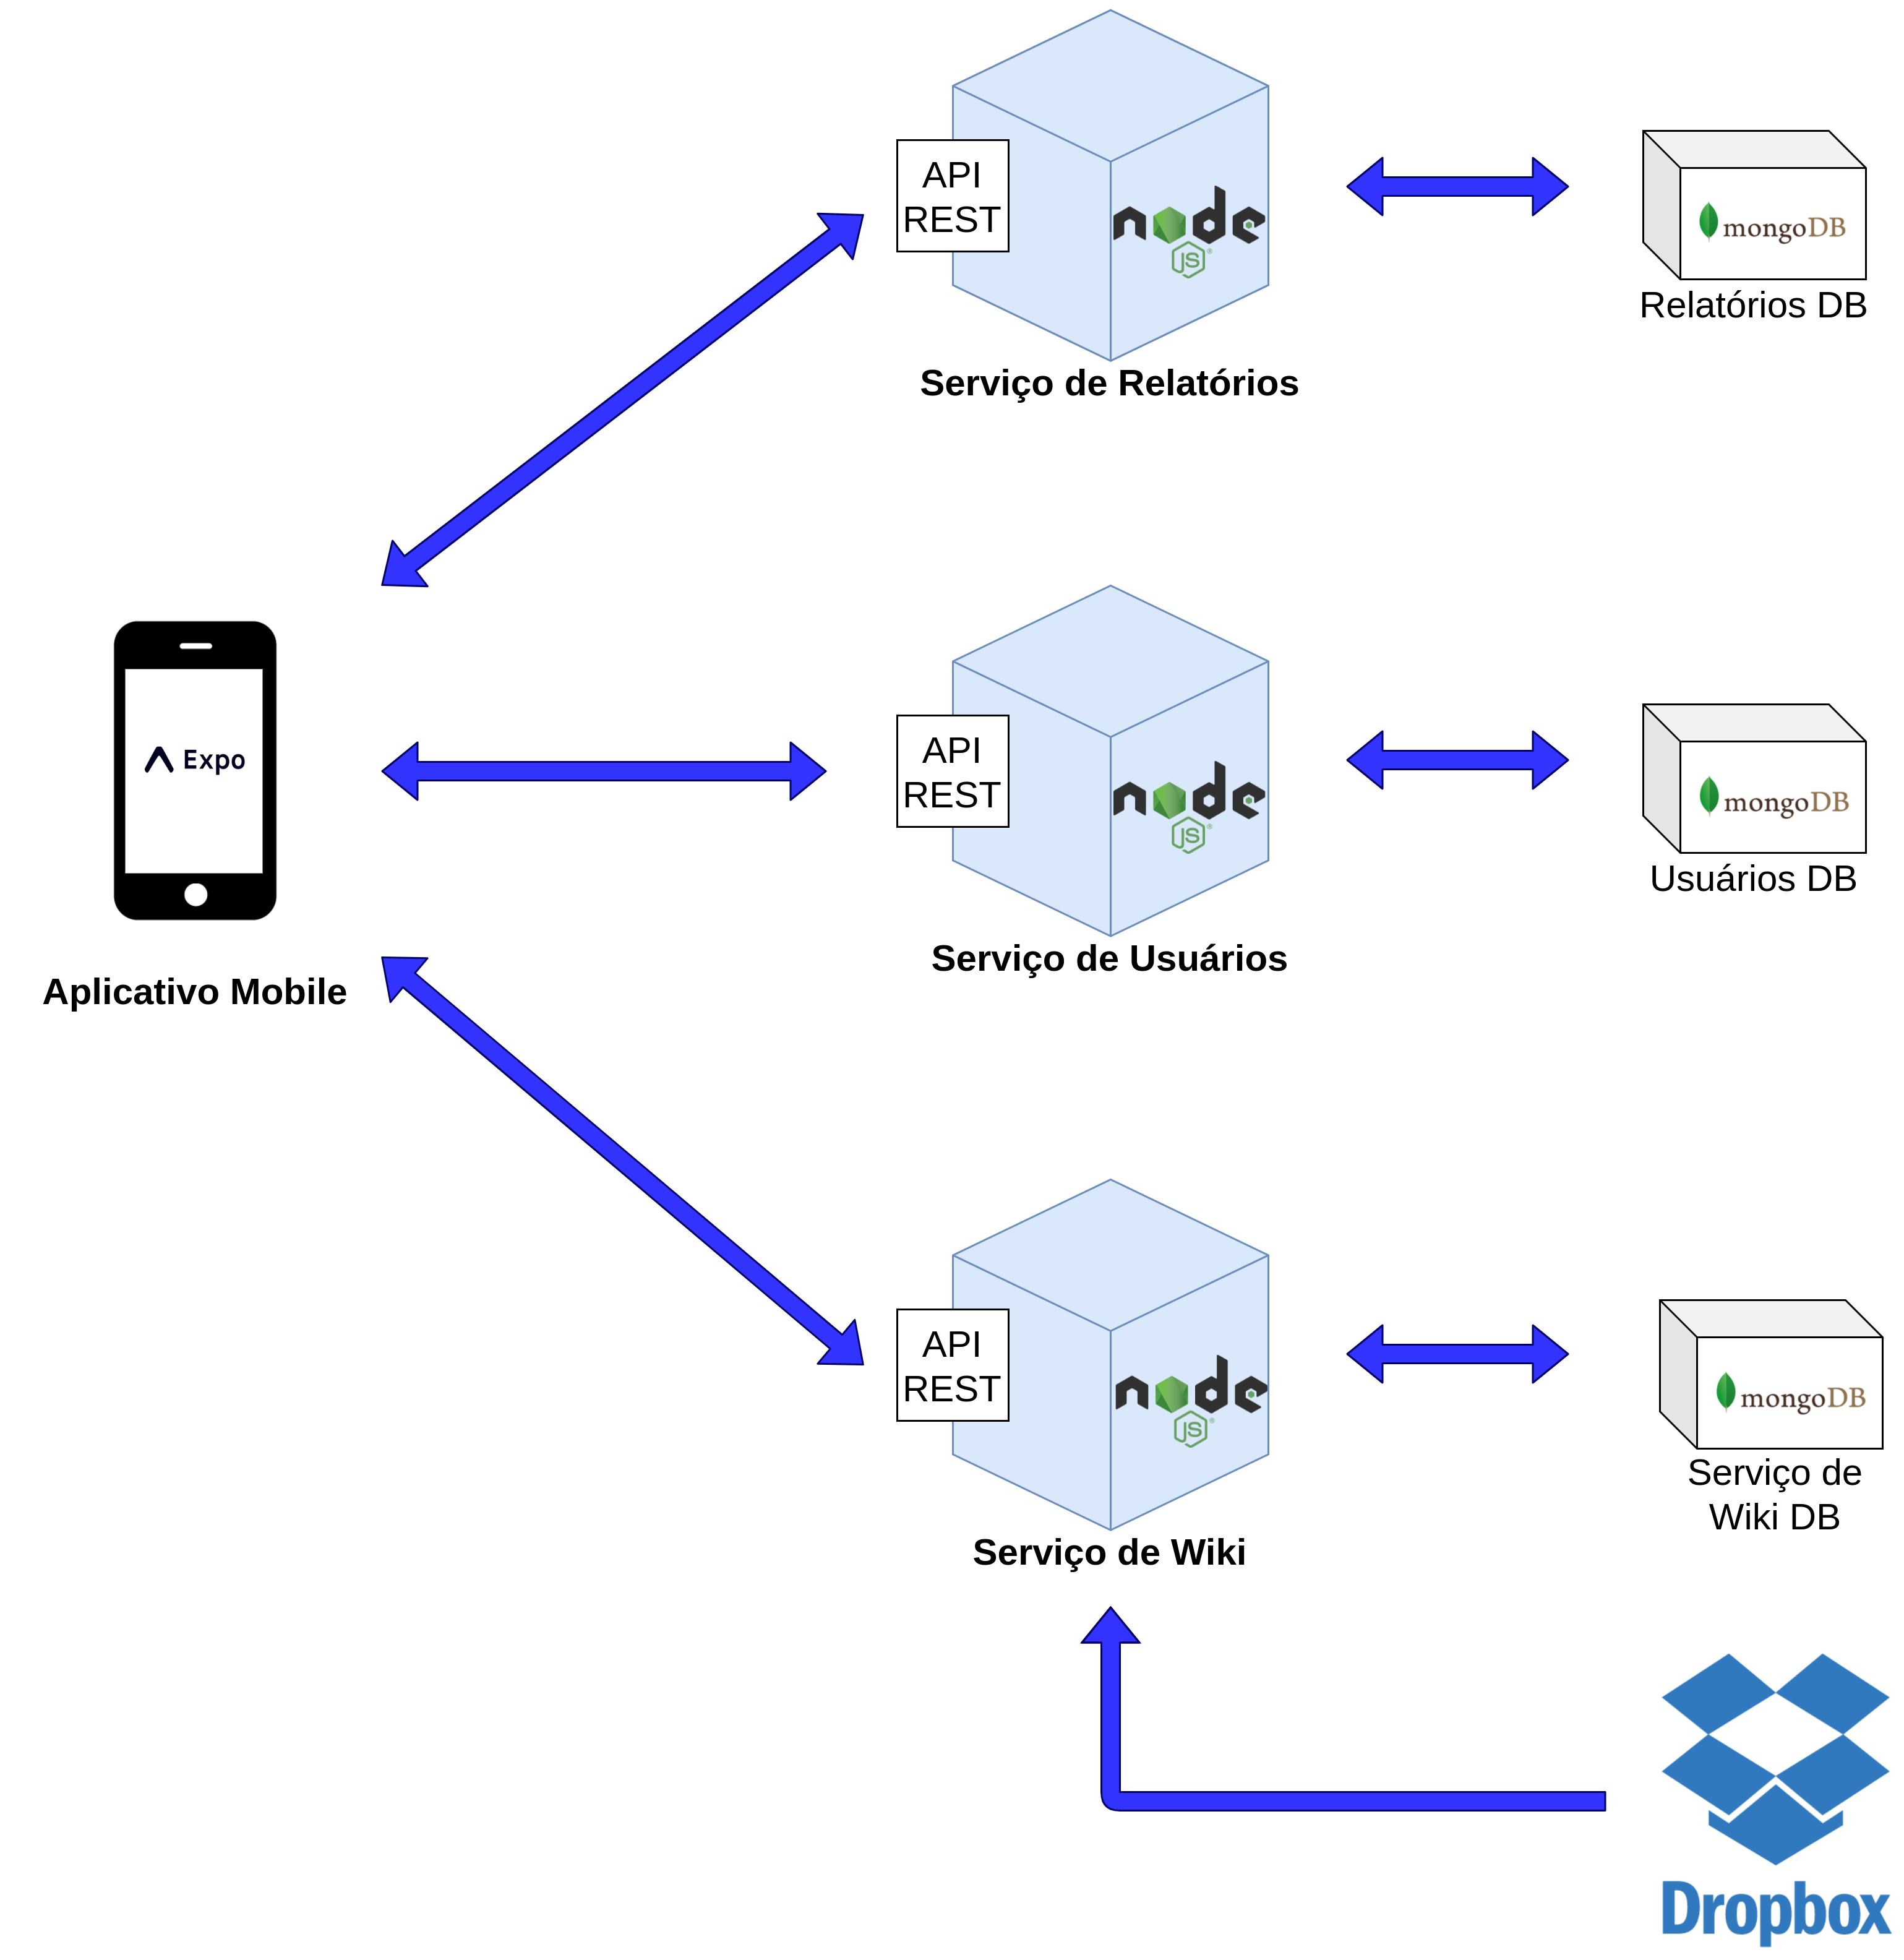 API
REST
node
JS
mongoDB
Relatórios DB
Serviço de Relatórios
Expo
Aplicativo Mobile
API
REST
node
JS
mongoDB
Usuários DB
Serviço de Usuários
API
REST
node
JS
mongoDB
Serviço de
Wiki DB
Serviço de Wiki
Dropbox